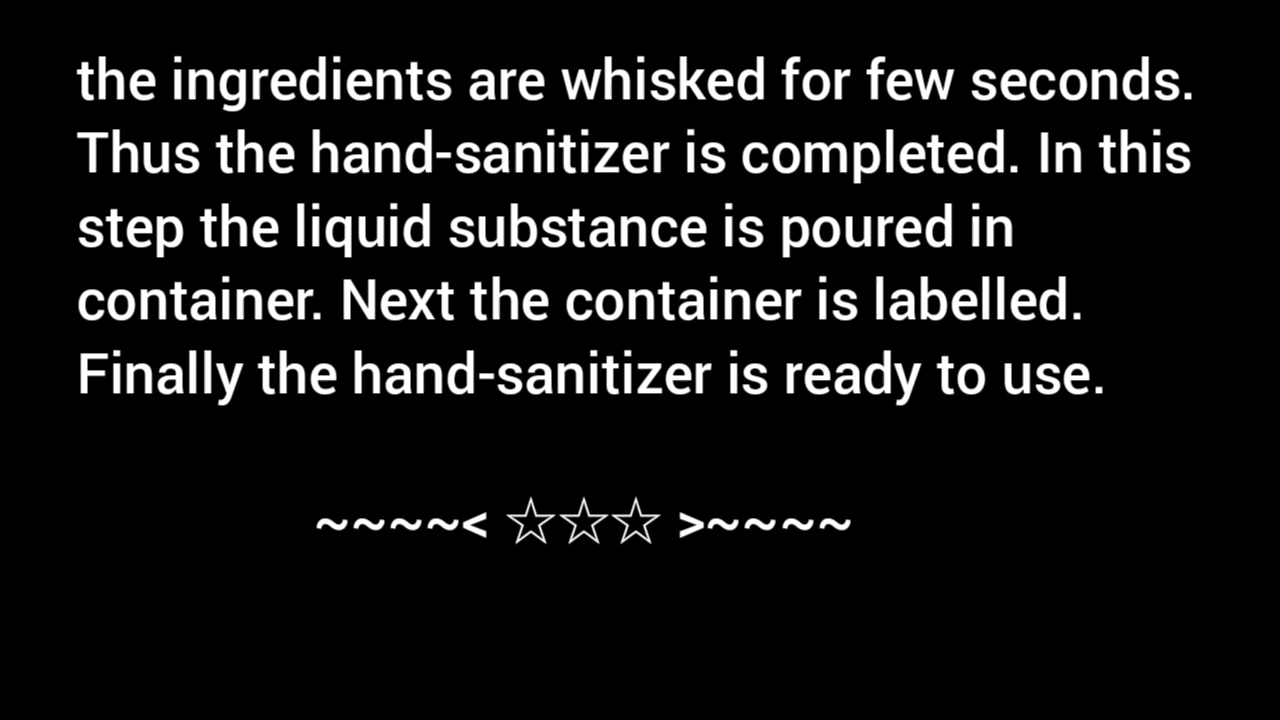 the ingredients are whisked for few seconds.
Thus the hand-sanitizer is completed. In this
step the liquid substance is poured in
container. Next the container is labelled.
Finally the hand-sanitizer is ready to use.
~~~~< ☆☆☆ >~~~~